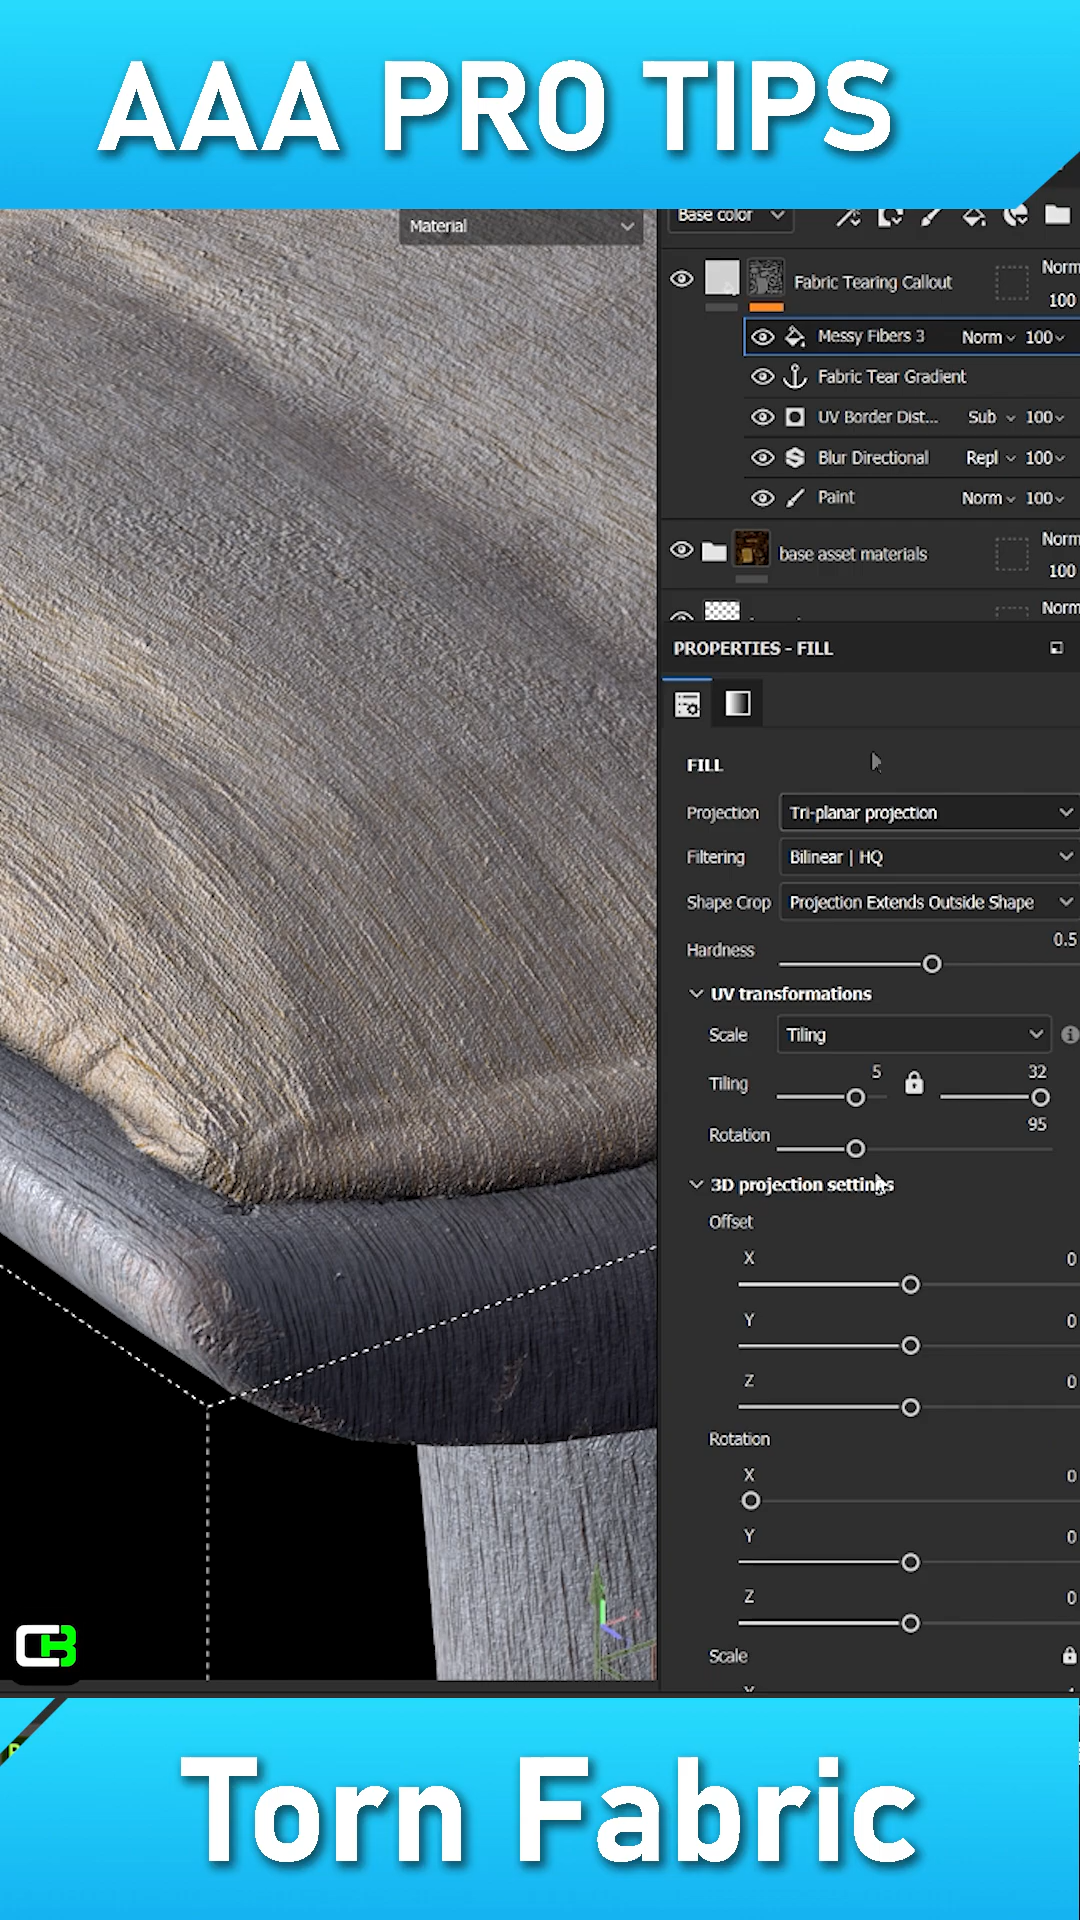 AAA PRO TIPS
Material
Base color
Fabric Tearing Callout
Norm
100
Messy Fibers 3 Norm 100
Fabric Tear Gradient
UV Border Dist... Sub 100
Blur Directional Repl 100
Paint Norm 100
base asset materials
Norm
100
Norm
PROPERTIES - FILL
FILL
Projection Tri-planar projection
Filtering Bilinear | HQ
Shape Crop Projection Extends Outside Shape
Hardness 0.5
UV transformations
Scale Tiling
Tiling 5 32
Rotation 95
3D projection settings
Offset
X 0
Y 0
Z 0
Rotation
X 0
Y 0
Z 0
Scale
CB
Torn Fabric